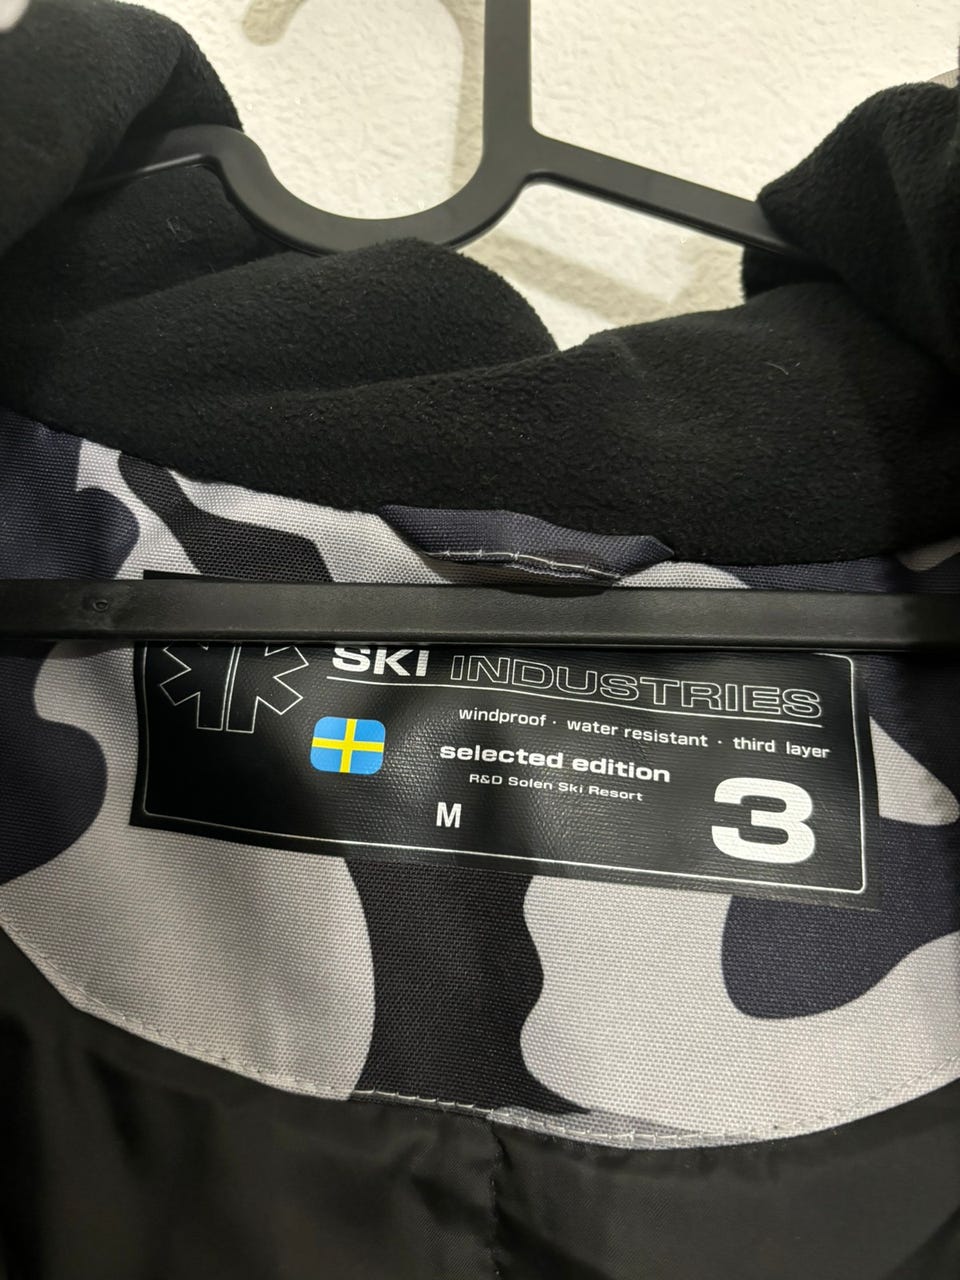 SKI INDUSTRIES
windproof · water resistant · third layer
selected edition
R&D Solen Ski Resort
M
3